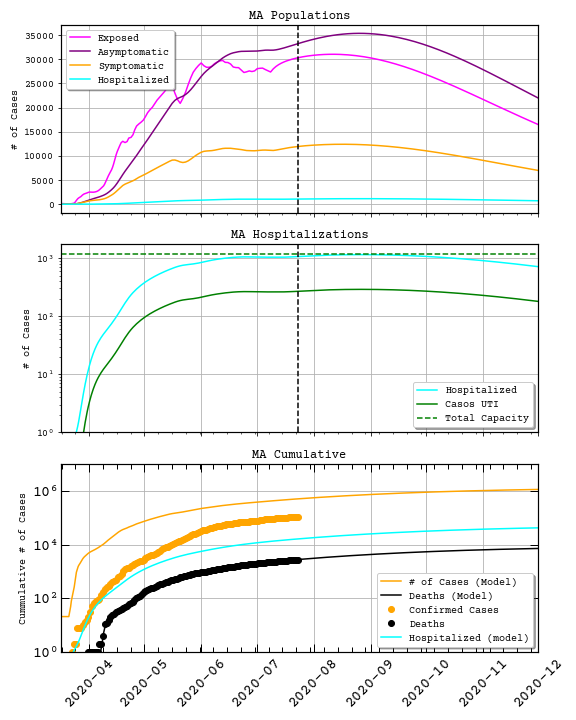 MA Populations
# of Cases
35000
30000
25000
20000
15000
10000
5000
0
Exposed
Asymptomatic
Symptomatic
Hospitalized
MA Hospitalizations
# of Cases
10³
10²
10¹
10⁰
Hospitalized
Casos UTI
Total Capacity
MA Cumulative
Cummulative # of Cases
10⁶
10⁴
10²
10⁰
# of Cases (Model)
Deaths (Model)
Confirmed Cases
Deaths
Hospitalized (model)
2020-04
2020-05
2020-06
2020-07
2020-08
2020-09
2020-10
2020-11
2020-12